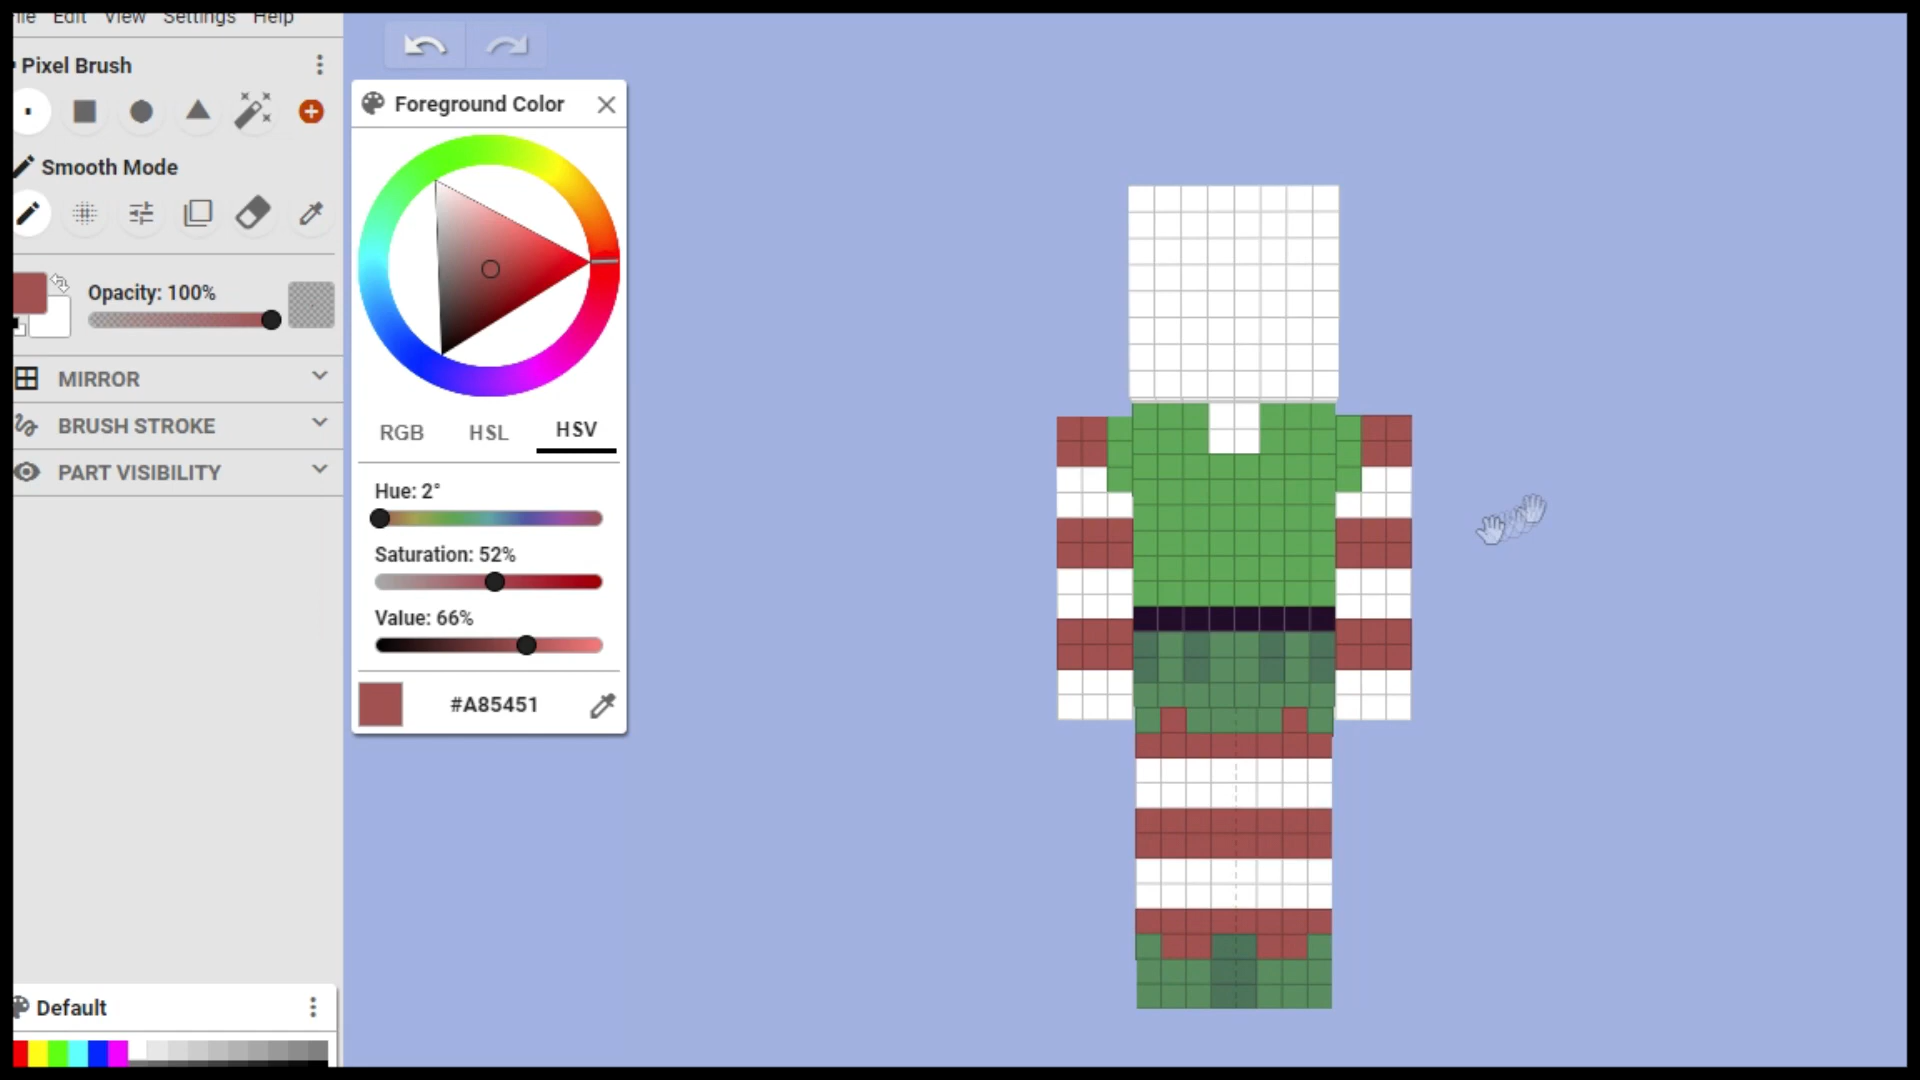 File Edit View Settings Help
Pixel Brush
Smooth Mode
Opacity: 100%
MIRROR
BRUSH STROKE
PART VISIBILITY
Default
Foreground Color
RGB HSL HSV
Hue: 2°
Saturation: 52%
Value: 66%
#A85451